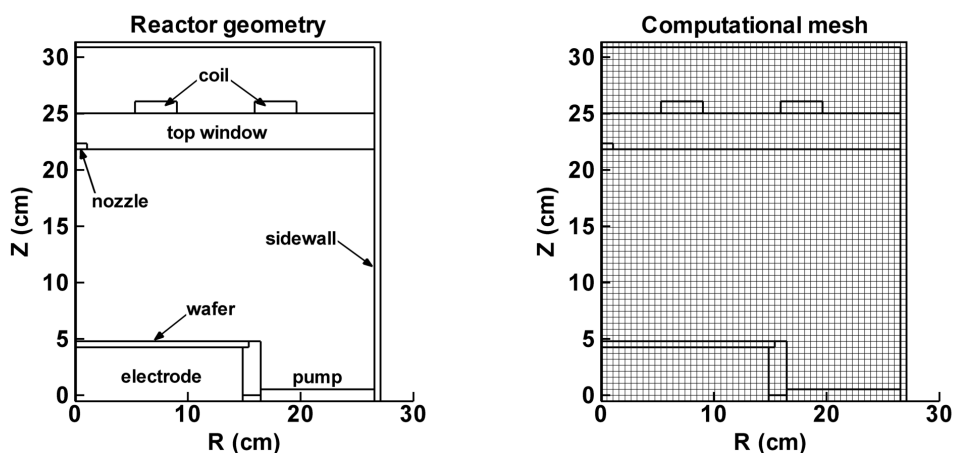 Reactor geometry
30
25
20
15
10
5
0
Z (cm)
coil
top window
nozzle
sidewall
wafer
electrode
pump
0
10
20
30
R (cm)
Computational mesh
30
25
20
15
10
5
0
Z (cm)
0
10
20
30
R (cm)